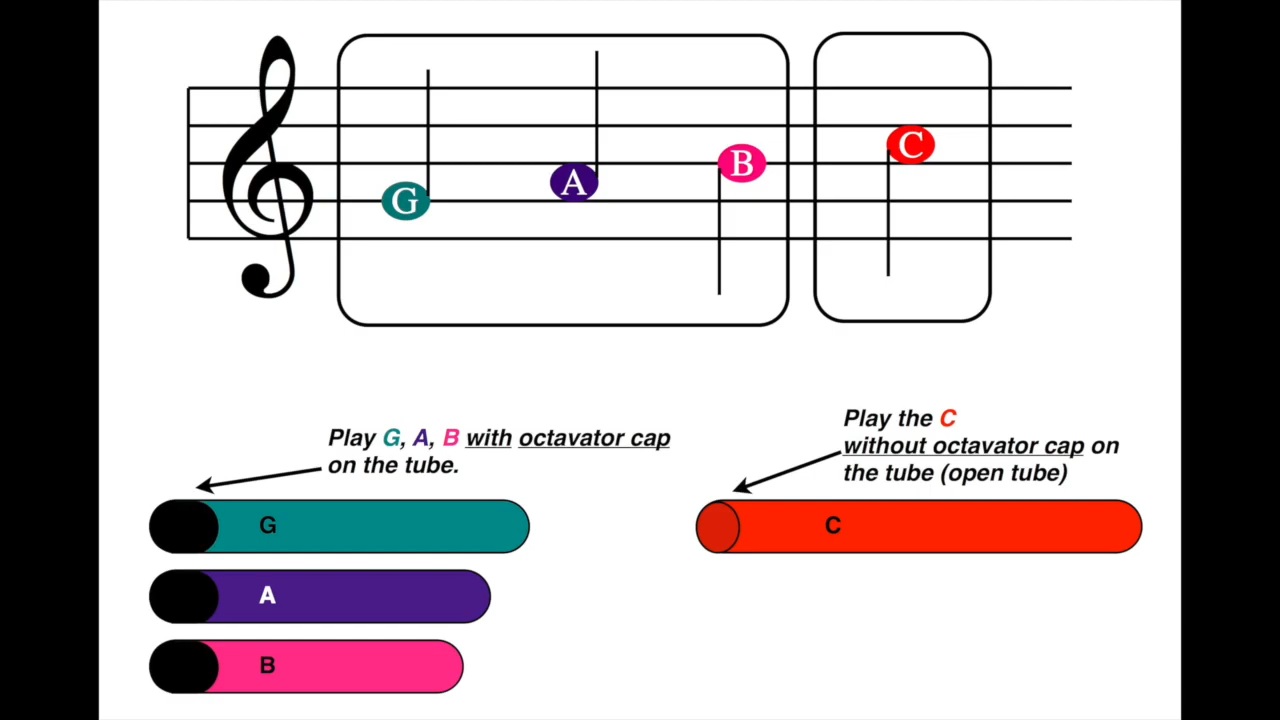 G
A
B
C
Play G, A, B with octavator cap
on the tube.
Play the C
without octavator cap on
the tube (open tube)
G
C
A
B